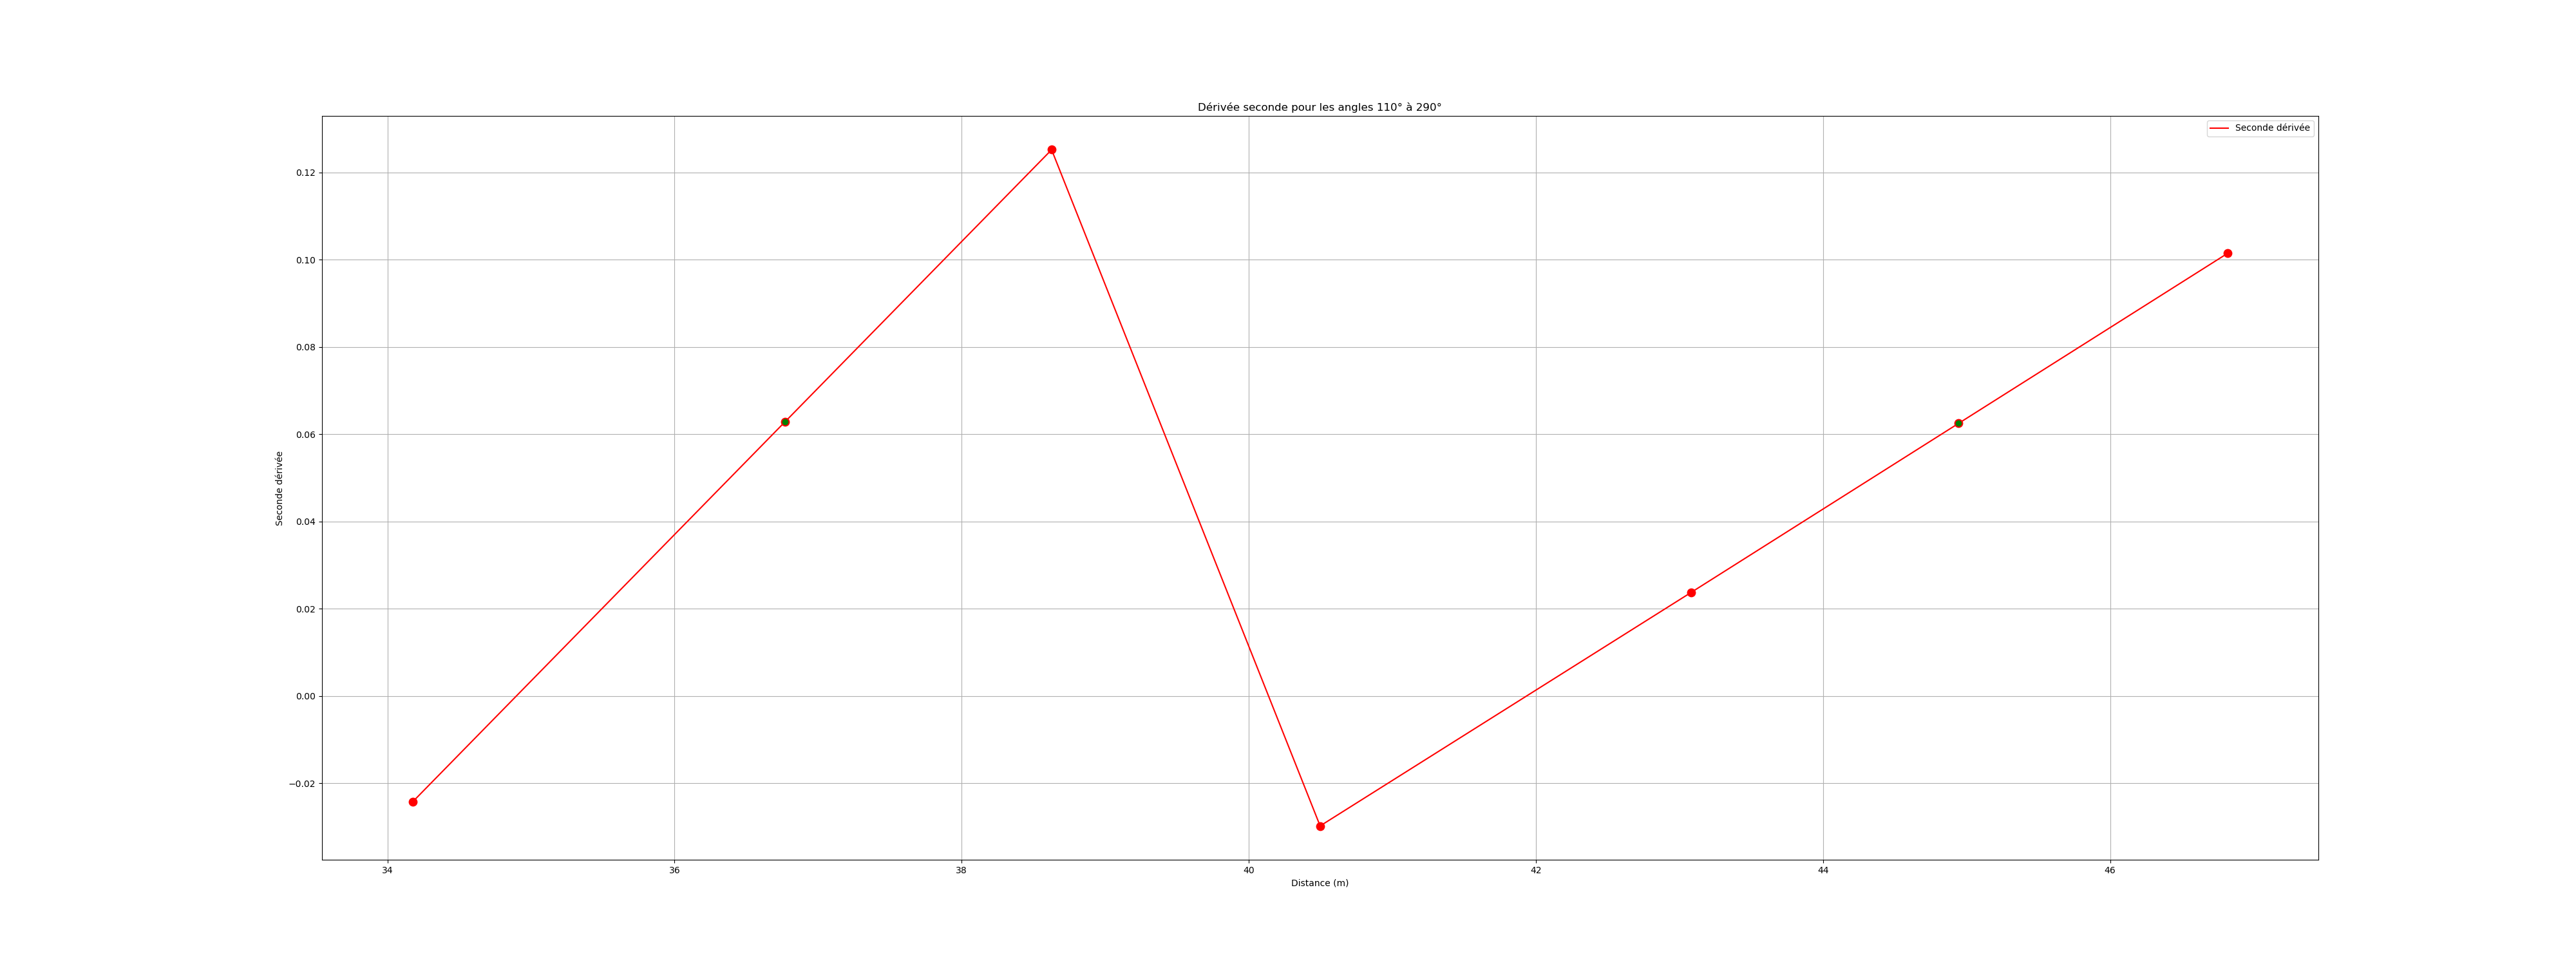 Dérivée seconde pour les angles 110° à 290°
Seconde dérivée
0.12
0.10
0.08
0.06
0.04
0.02
0.00
−0.02
Seconde dérivée
34 36 38 40 42 44 46
Distance (m)